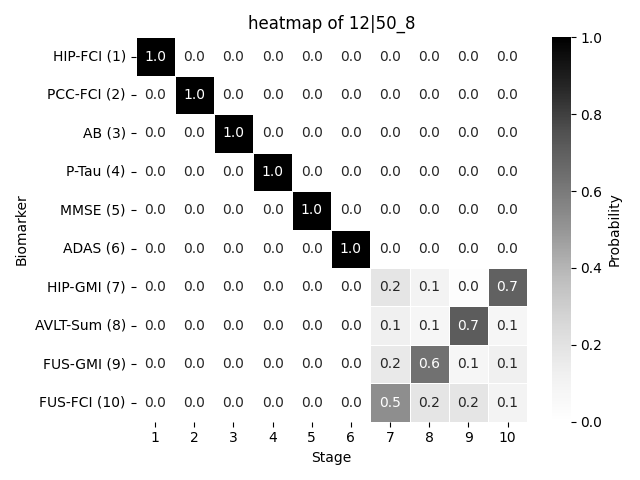 heatmap of 12|50_8
HIP-FCI (1) 1.0 0.0 0.0 0.0 0.0 0.0 0.0 0.0 0.0 0.0
PCC-FCI (2) 0.0 1.0 0.0 0.0 0.0 0.0 0.0 0.0 0.0 0.0
AB (3) 0.0 0.0 1.0 0.0 0.0 0.0 0.0 0.0 0.0 0.0
P-Tau (4) 0.0 0.0 0.0 1.0 0.0 0.0 0.0 0.0 0.0 0.0
MMSE (5) 0.0 0.0 0.0 0.0 1.0 0.0 0.0 0.0 0.0 0.0
ADAS (6) 0.0 0.0 0.0 0.0 0.0 1.0 0.0 0.0 0.0 0.0
HIP-GMI (7) 0.0 0.0 0.0 0.0 0.0 0.0 0.2 0.1 0.0 0.7
AVLT-Sum (8) 0.0 0.0 0.0 0.0 0.0 0.0 0.1 0.1 0.7 0.1
FUS-GMI (9) 0.0 0.0 0.0 0.0 0.0 0.0 0.2 0.6 0.1 0.1
FUS-FCI (10) 0.0 0.0 0.0 0.0 0.0 0.0 0.5 0.2 0.2 0.1
1 2 3 4 5 6 7 8 9 10
Stage
Biomarker
1.0
0.8
0.6
0.4
0.2
0.0
Probability